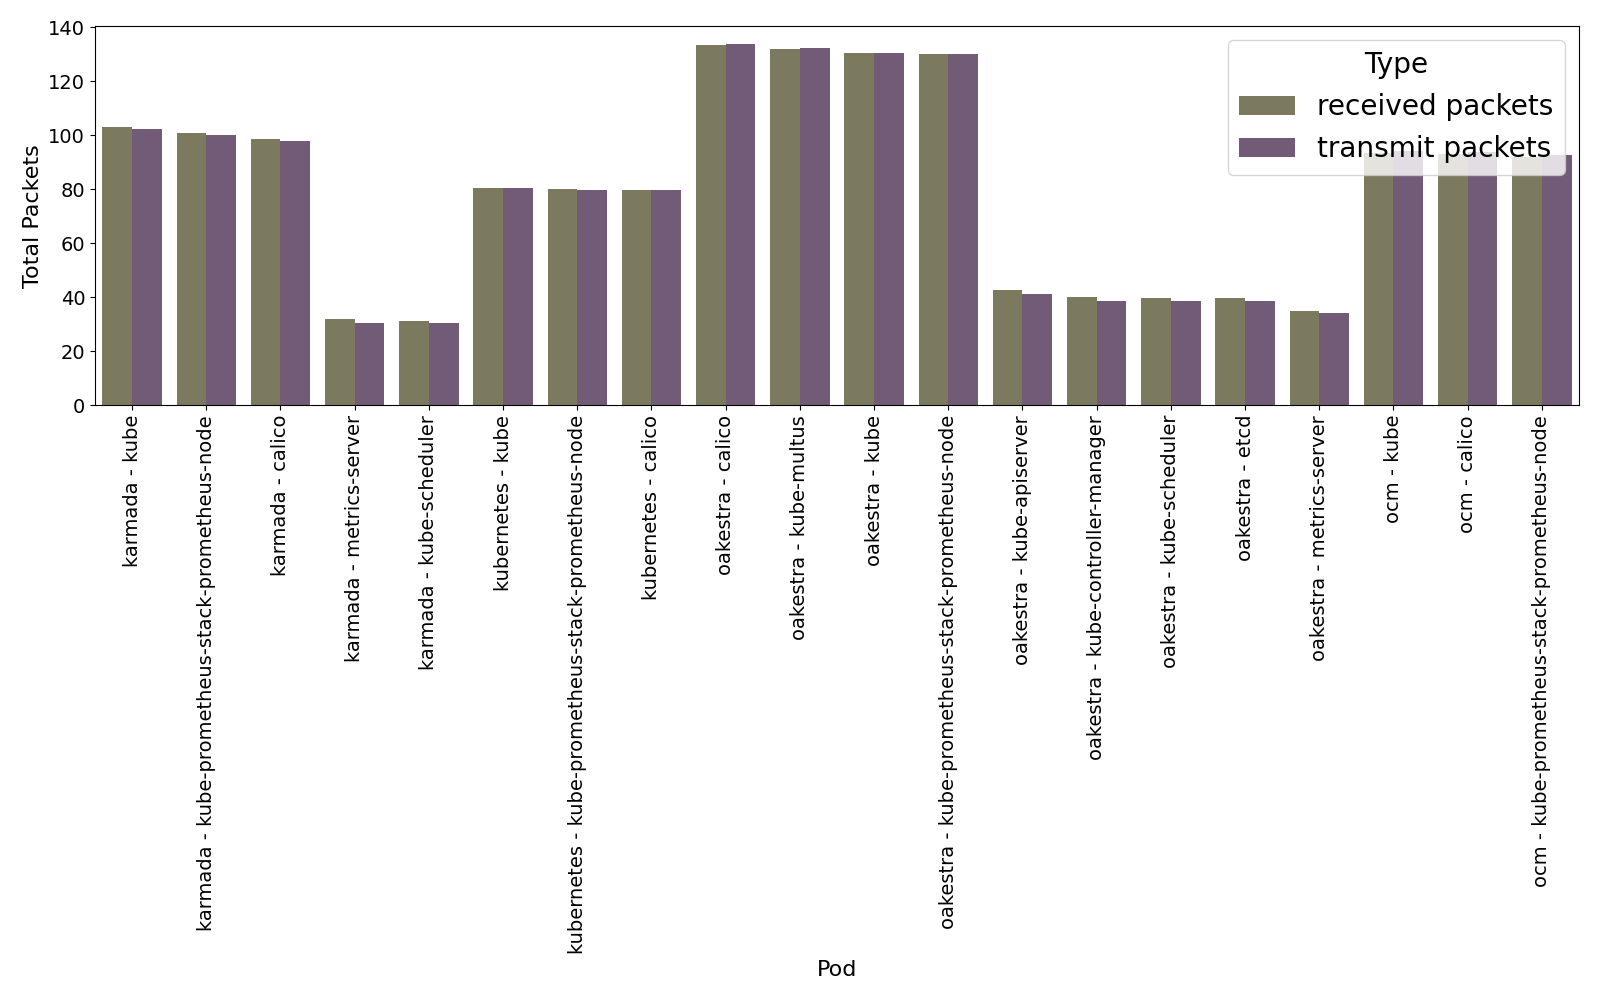 140
120
100
80
60
40
20
0
Total Packets
Type
received packets
transmit packets
karmada - kube
karmada - kube-prometheus-stack-prometheus-node
karmada - calico
karmada - metrics-server
karmada - kube-scheduler
kubernetes - kube
kubernetes - kube-prometheus-stack-prometheus-node
kubernetes - calico
oakestra - calico
oakestra - kube-multus
oakestra - kube
oakestra - kube-prometheus-stack-prometheus-node
oakestra - kube-apiserver
oakestra - kube-controller-manager
oakestra - kube-scheduler
oakestra - etcd
oakestra - metrics-server
ocm - kube
ocm - calico
ocm - kube-prometheus-stack-prometheus-node
Pod